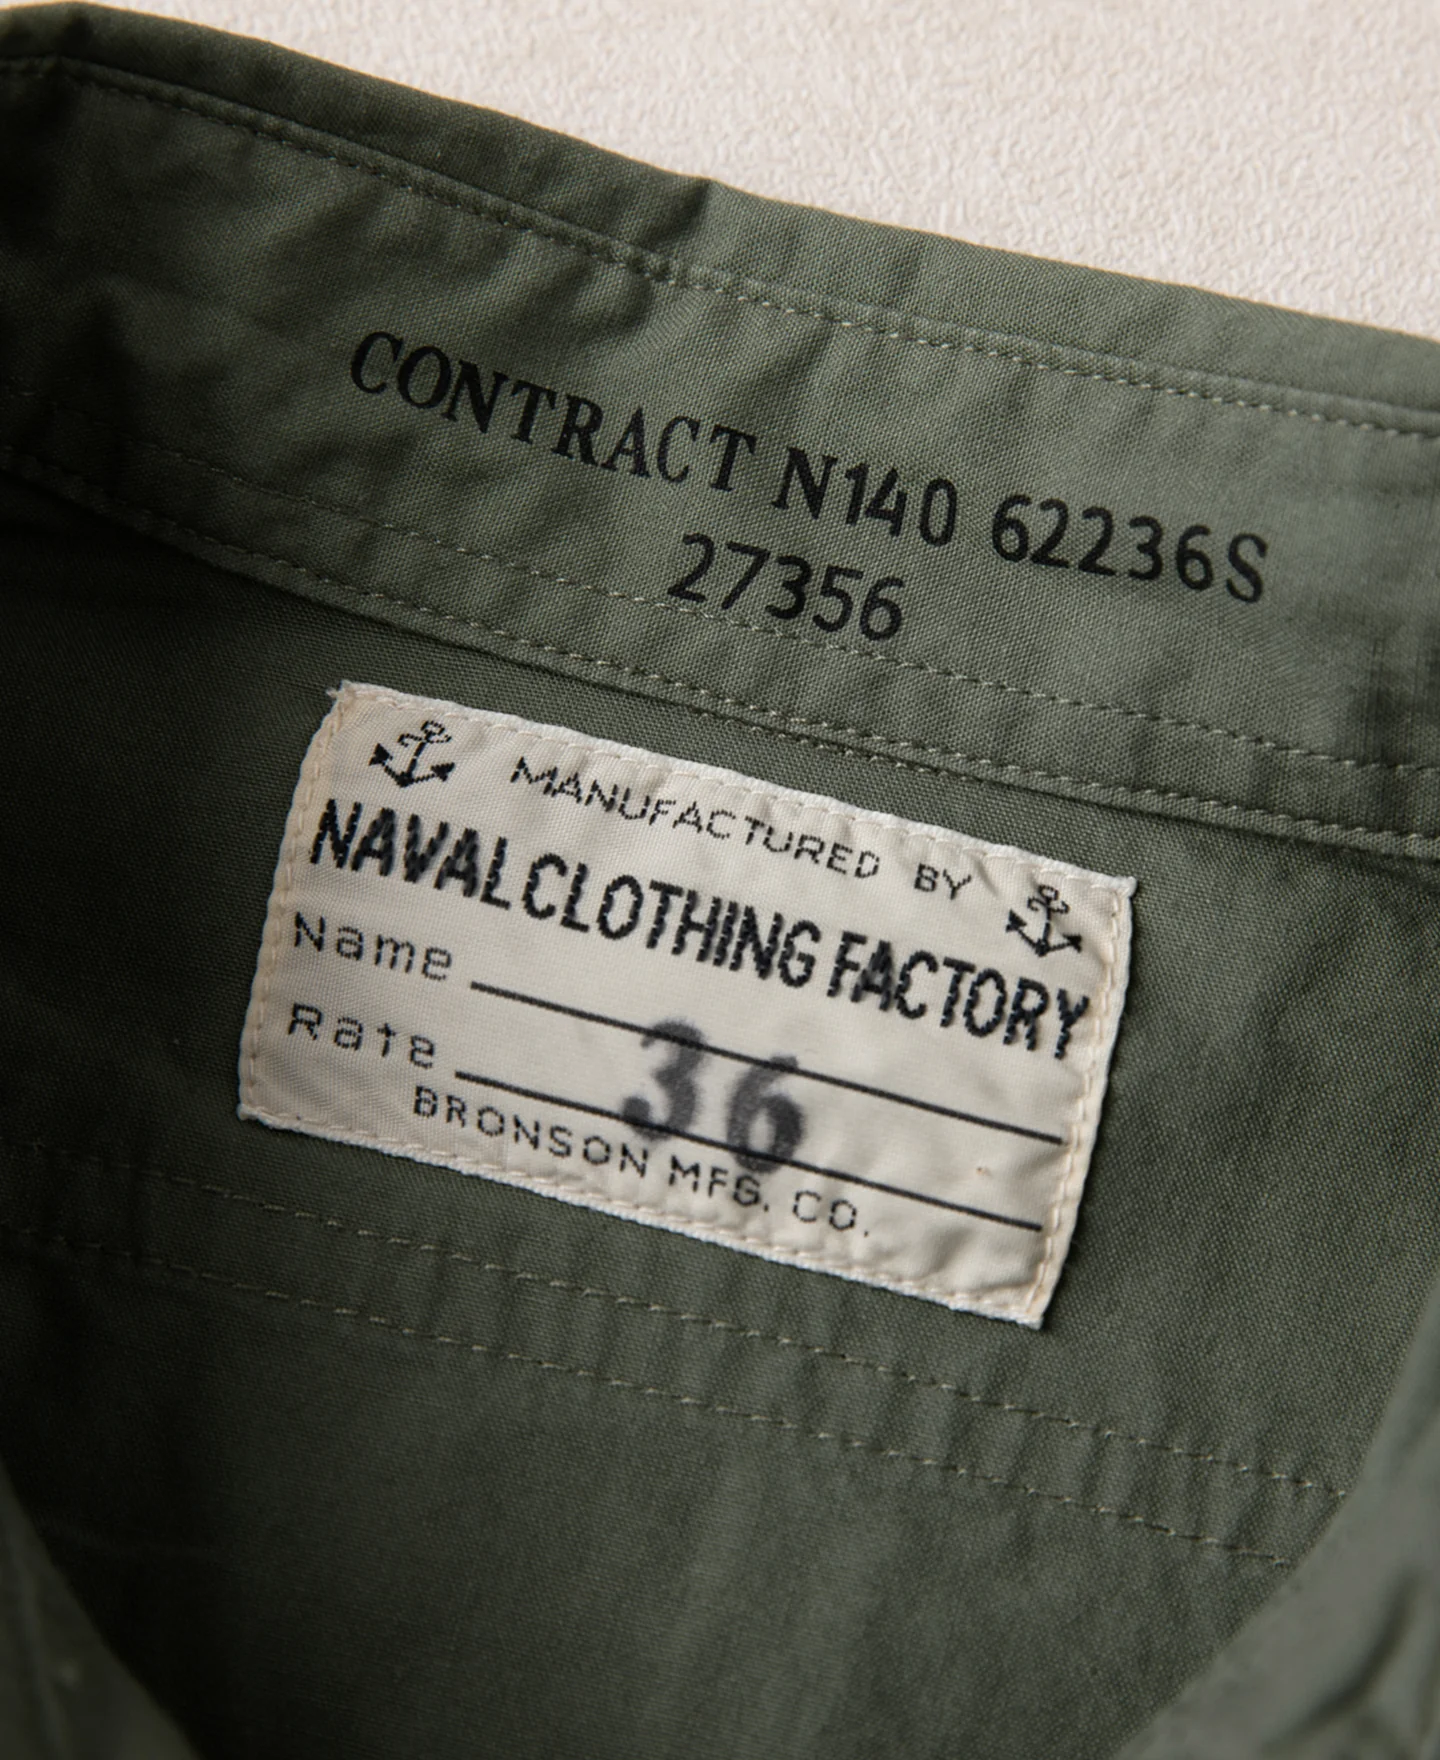 CONTRACT N140 62236S
27356
MANUFACTURED BY
NAVAL CLOTHING FACTORY
Name
Rate
36
BRONSON MFG. CO.